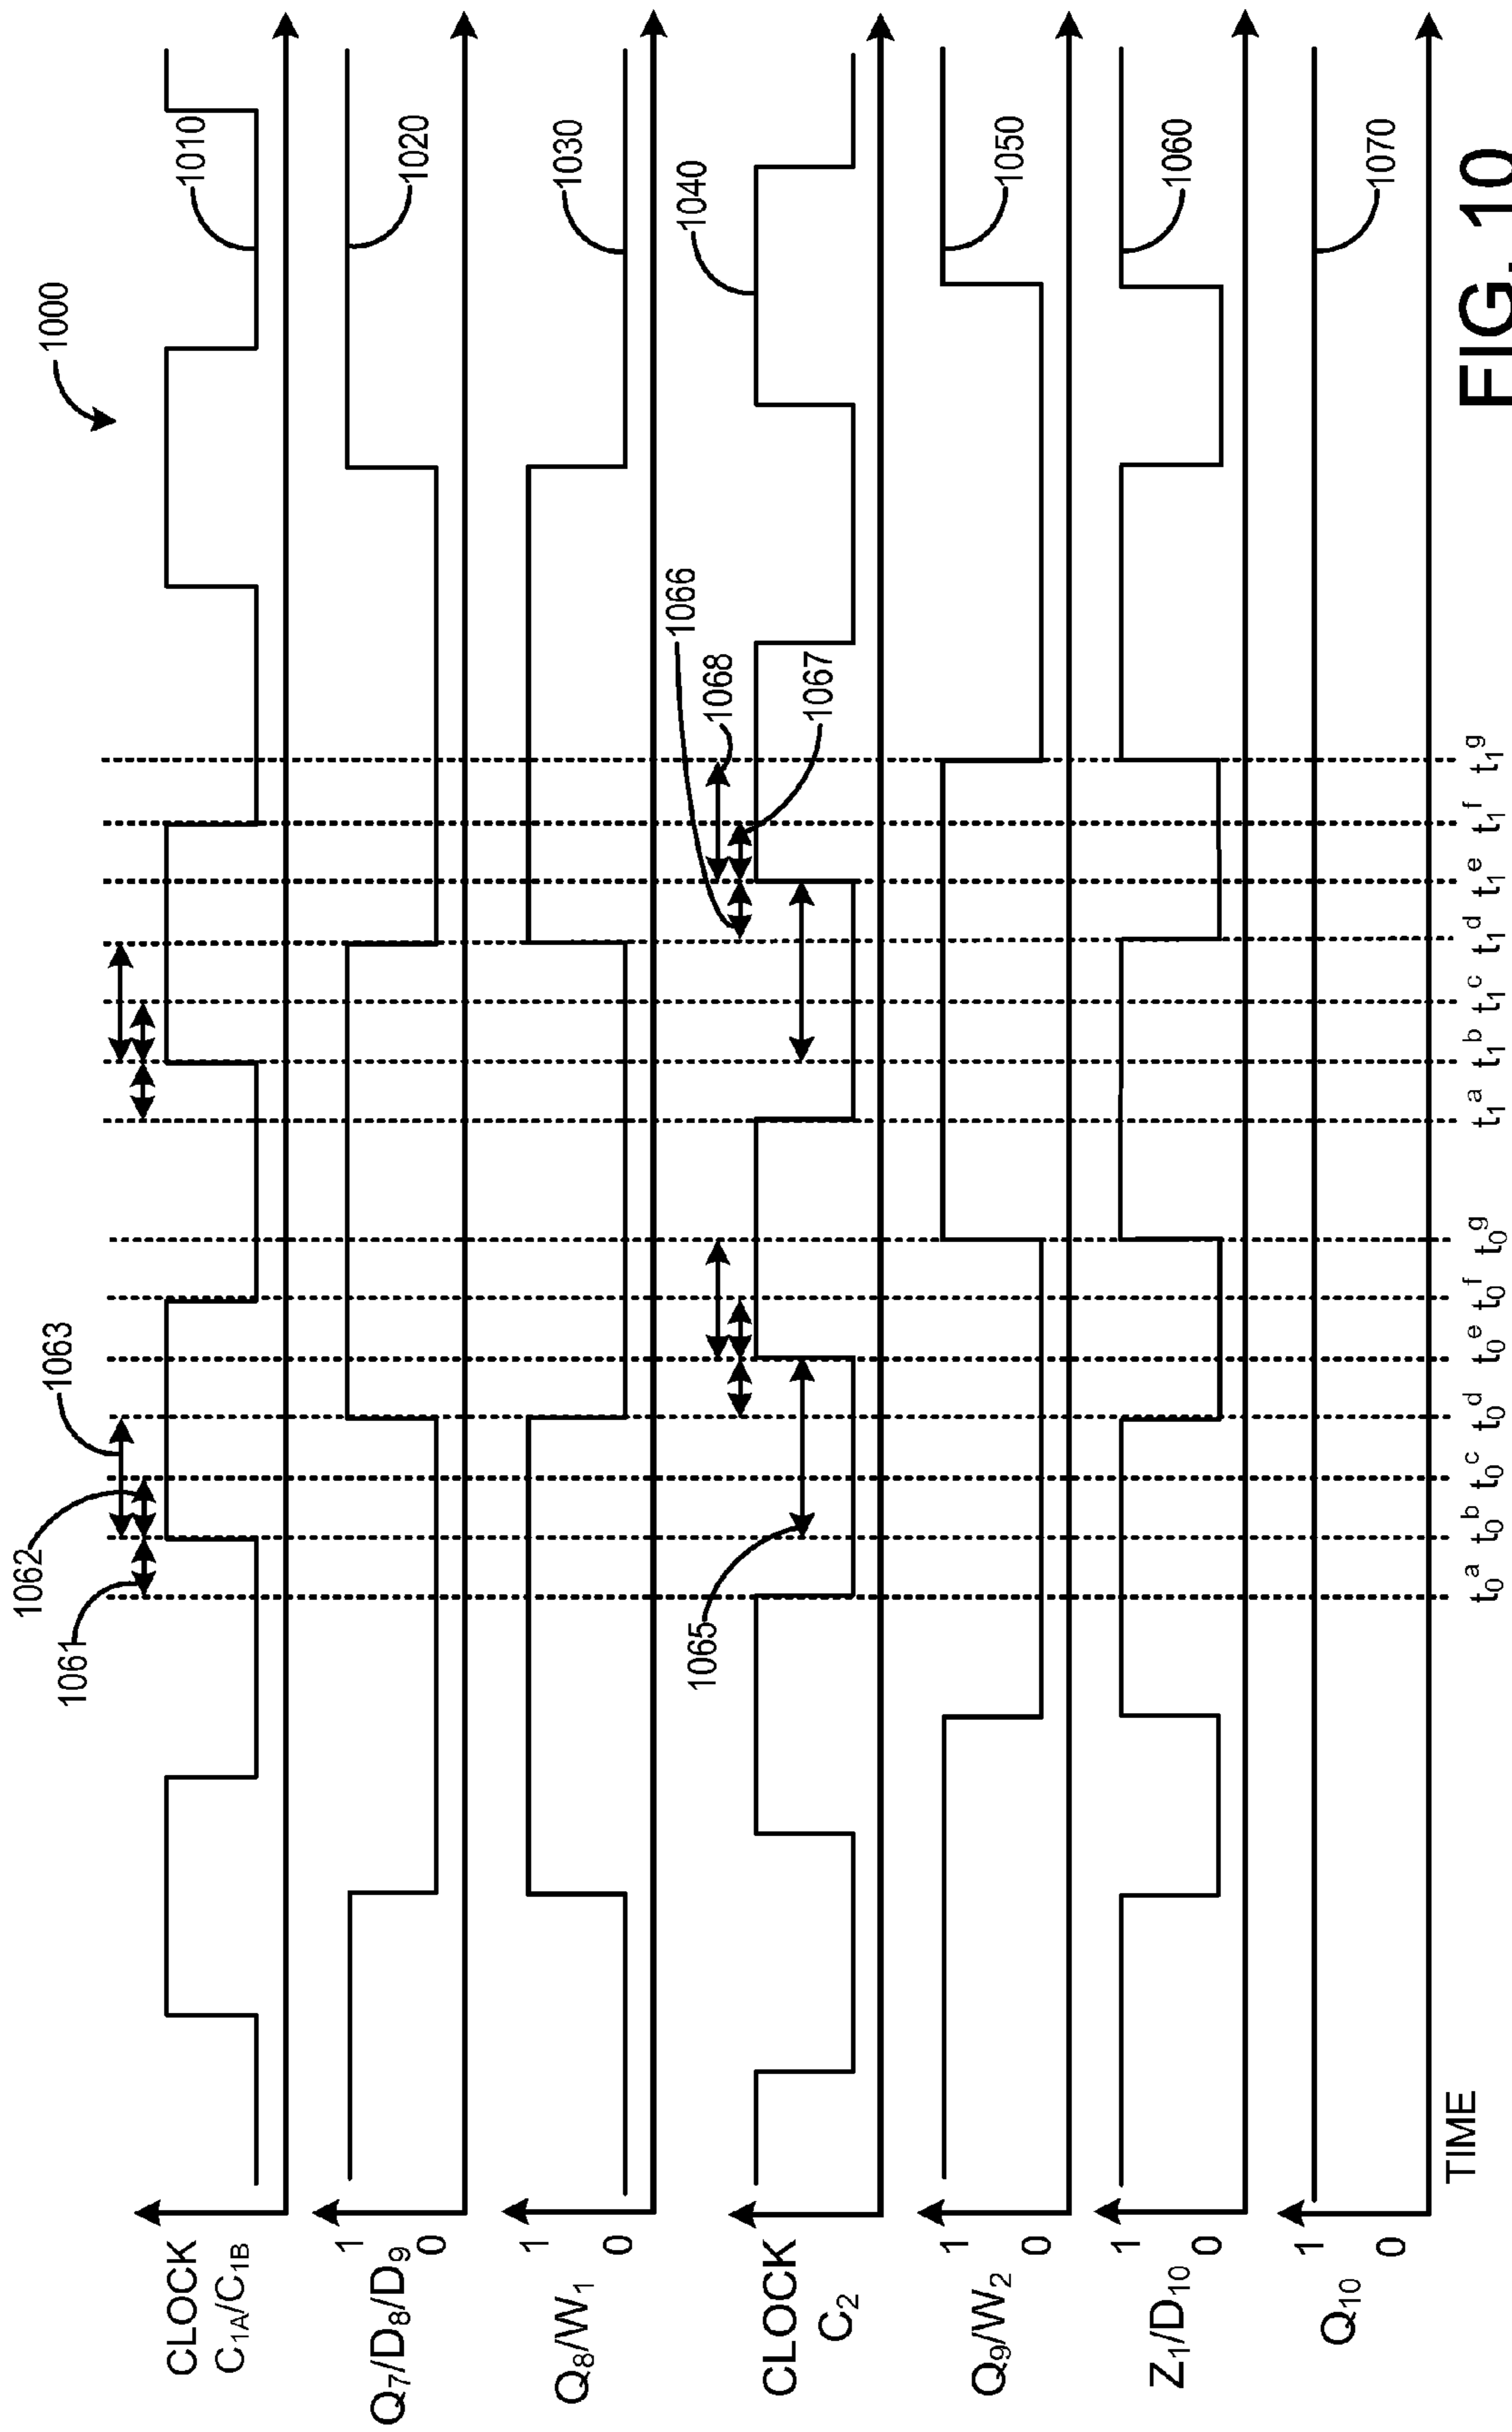 1000
CLOCK
C1A/C1B
1010
1061
1062
1063
1
0
Q7/D8/D9
1020
1
0
Q8/W1
1030
CLOCK
C2
1040
1065
1066
1068
1067
1
0
Q9/W2
1050
1
0
Z1/D10
1060
1
0
Q10
1070
TIME
t0a t0b t0c t0d t0e t0f t0g t1a t1b t1c t1d t1e t1f t1g
FIG. 10